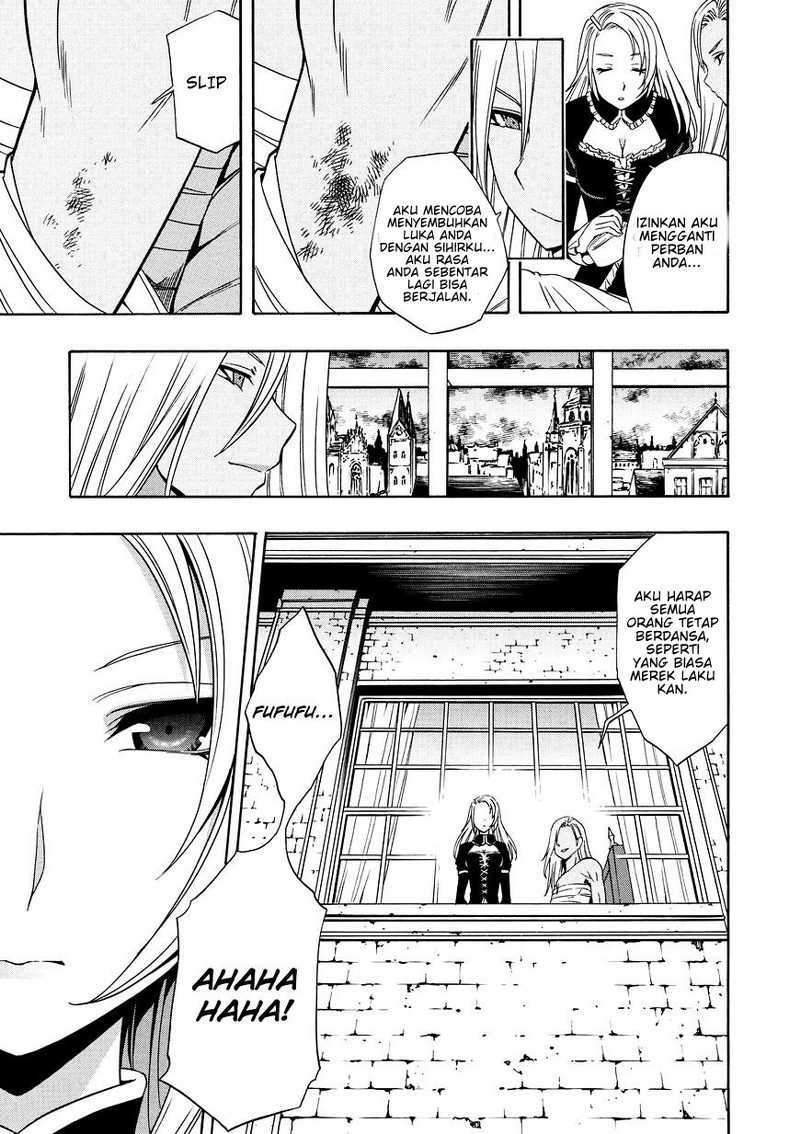 IZINKAN AKU
MENGGANTI
PERBAN
ANDA...
AKU MENCOBA
MENYEMBUHKAN
LUKA ANDA
DENGAN SIHIRKU...
AKU RASA
ANDA SEBENTAR
LAGI BISA
BERJALAN.
SLIP
AKU HARAP
SEMUA
ORANG TETAP
BERDANSA,
SEPERTI
YANG BIASA
MEREK LAKU
KAN.
FUFUFU...
AHAHA
HAHA!